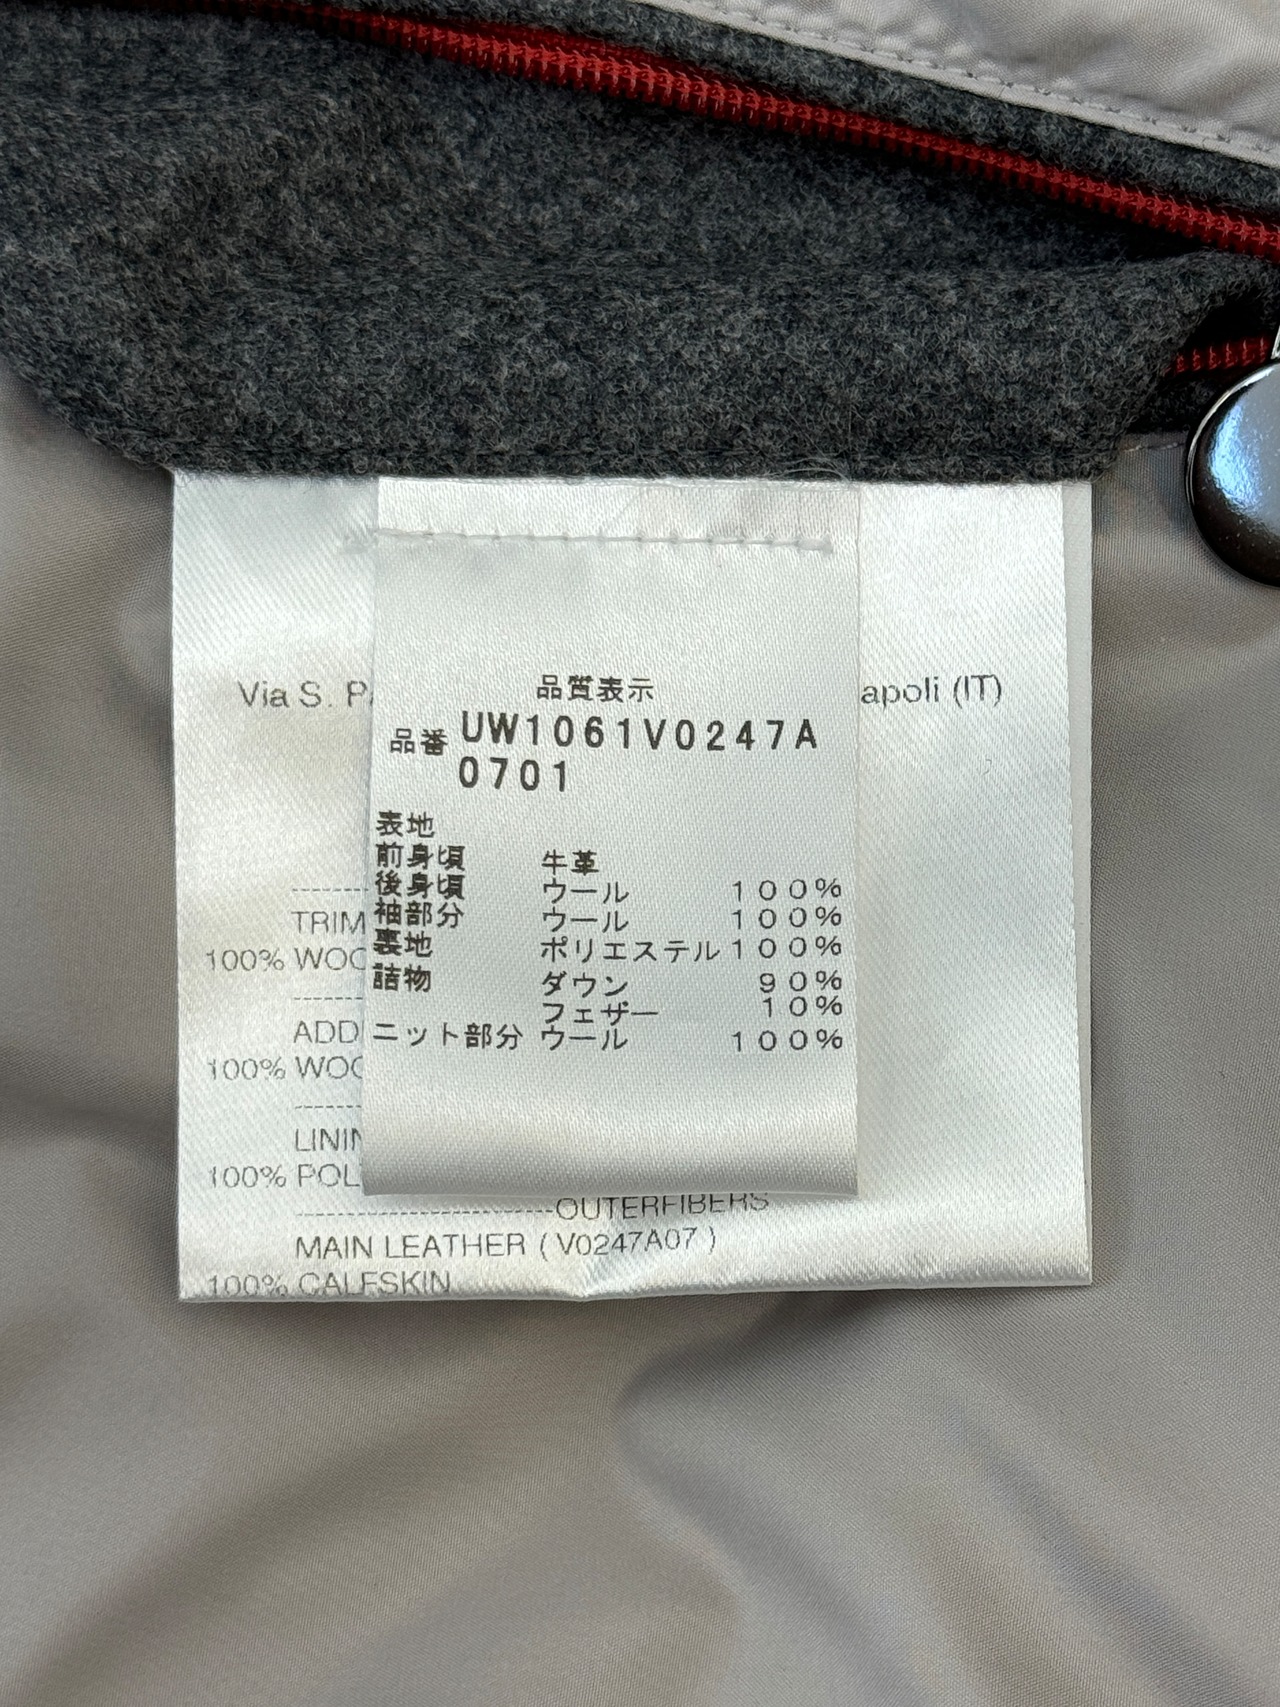 Via S.
apoli (IT)
品質表示
品番 UW1061V0247A
0701
表地
前身頃 牛革
後身頃 ウール 100%
袖部分 ウール 100%
裏地 ポリエステル 100%
詰物 ダウン 90%
フェザー 10%
ニット部分 ウール 100%
TRIM
100% WOO
ADD
100% WOO
LININ
100% POL
OUTERFIBERS
MAIN LEATHER (V0247A07)
100% CALFSKIN